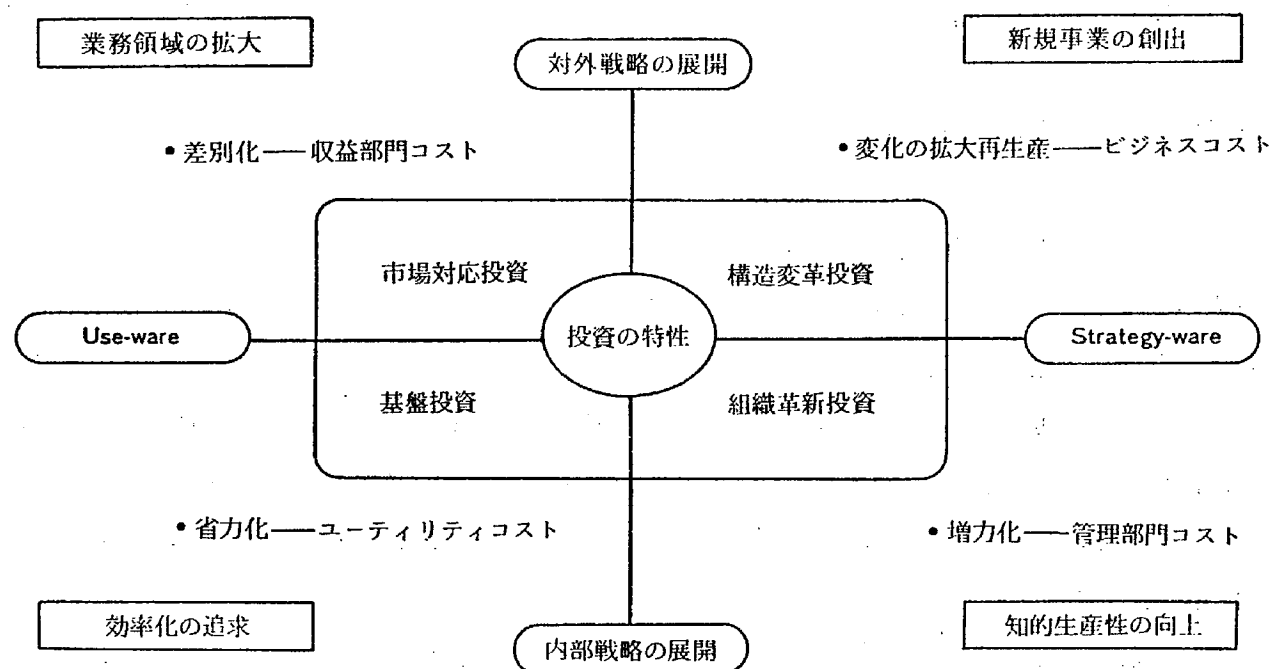 業務領域の拡大
対外戦略の展開
新規事業の創出
• 差別化——収益部門コスト
• 変化の拡大再生産——ビジネスコスト
市場対応投資
構造変革投資
Use-ware
投資の特性
Strategy-ware
基盤投資
組織革新投資
• 省力化——ユーティリティコスト
• 増力化——管理部門コスト
効率化の追求
内部戦略の展開
知的生産性の向上